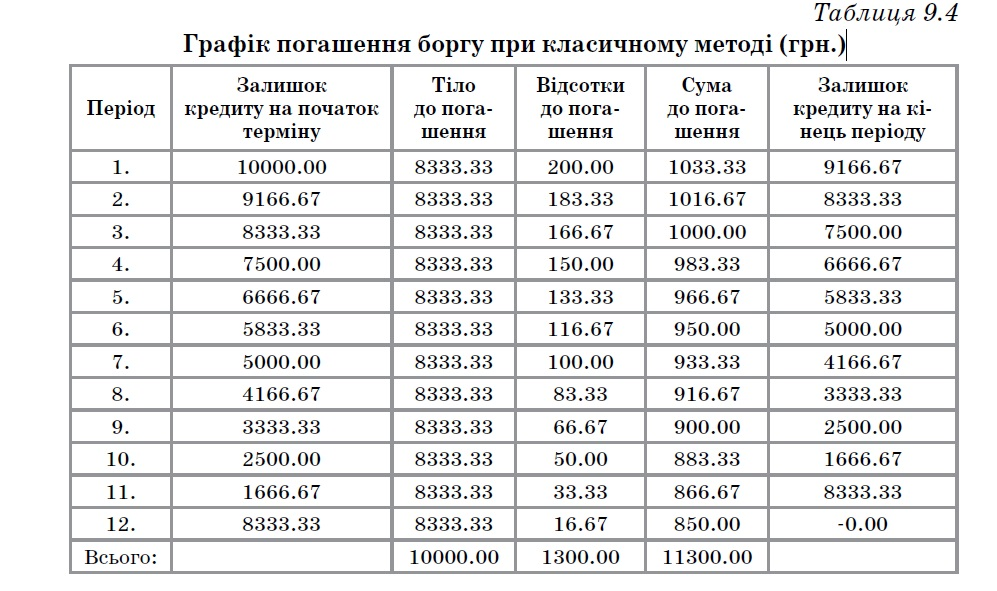 Таблиця 9.4
Графік погашення боргу при класичному методі (грн.)
Період
Залишок
кредиту на початок
терміну
Тіло
до пога-
шення
Відсотки
до пога-
шення
Сума
до пога-
шення
Залишок
кредиту на кі-
нець періоду
1. 10000.00 8333.33 200.00 1033.33 9166.67
2. 9166.67 8333.33 183.33 1016.67 8333.33
3. 8333.33 8333.33 166.67 1000.00 7500.00
4. 7500.00 8333.33 150.00 983.33 6666.67
5. 6666.67 8333.33 133.33 966.67 5833.33
6. 5833.33 8333.33 116.67 950.00 5000.00
7. 5000.00 8333.33 100.00 933.33 4166.67
8. 4166.67 8333.33 83.33 916.67 3333.33
9. 3333.33 8333.33 66.67 900.00 2500.00
10. 2500.00 8333.33 50.00 883.33 1666.67
11. 1666.67 8333.33 33.33 866.67 8333.33
12. 8333.33 8333.33 16.67 850.00 -0.00
Всього: 10000.00 1300.00 11300.00